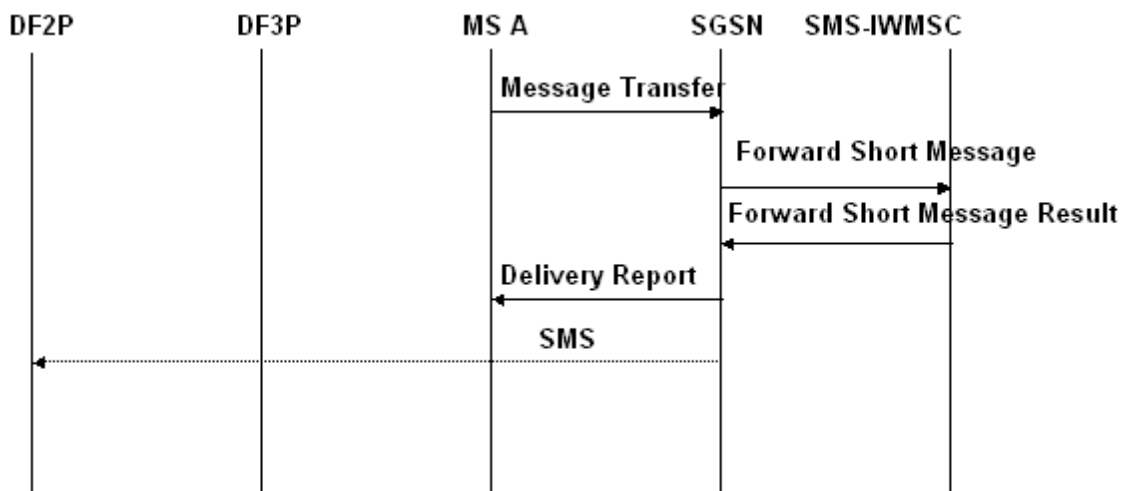 DF2P DF3P MS A SGSN SMS-IWMSC
Message Transfer
Forward Short Message
Forward Short Message Result
Delivery Report
SMS